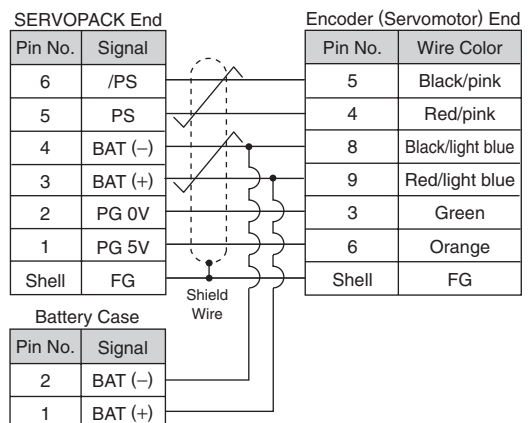 SERVOPACK End
Encoder (Servomotor) End
Pin No. Signal
Pin No. Wire Color
6 /PS
5 Black/pink
5 PS
4 Red/pink
4 BAT (−)
8 Black/light blue
3 BAT (+)
9 Red/light blue
2 PG 0V
3 Green
1 PG 5V
6 Orange
Shell FG
Shell FG
Shield
Wire
Battery Case
Pin No. Signal
2 BAT (−)
1 BAT (+)